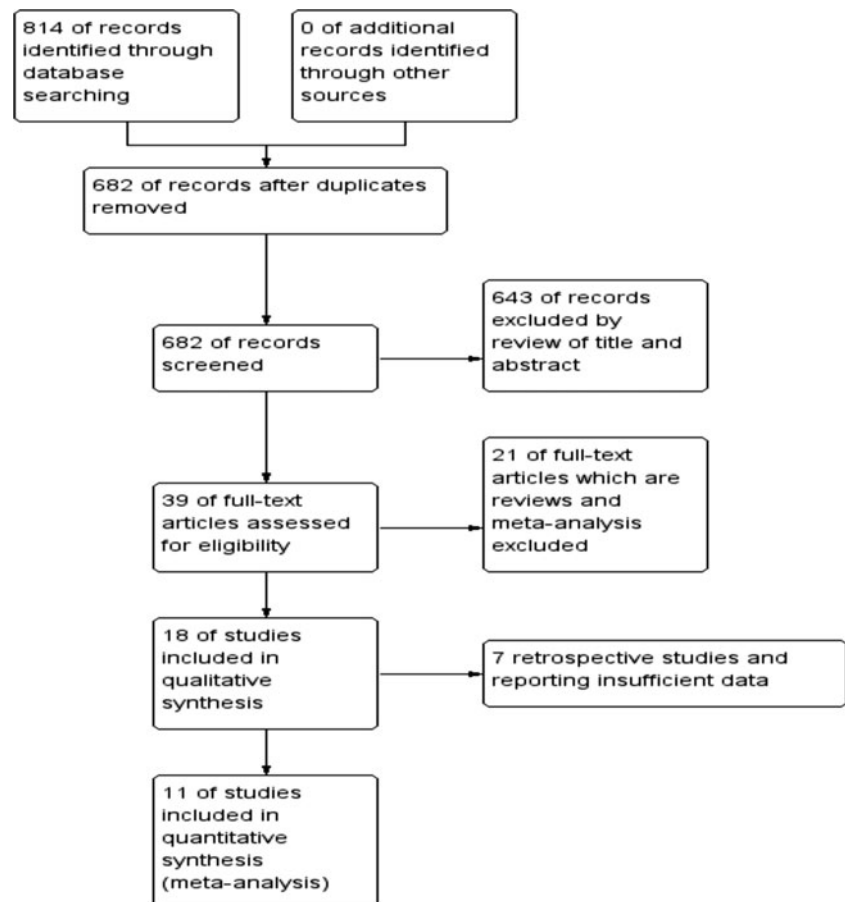 814 of records
identified through
database
searching
0 of additional
records identified
through other
sources
682 of records after duplicates
removed
682 of records
screened
643 of records
excluded by
review of title and
abstract
39 of full-text
articles assessed
for eligibility
21 of full-text
articles which are
reviews and
meta-analysis
excluded
18 of studies
included in
qualitative
synthesis
7 retrospective studies and
reporting insufficient data
11 of studies
included in
quantitative
synthesis
(meta-analysis)